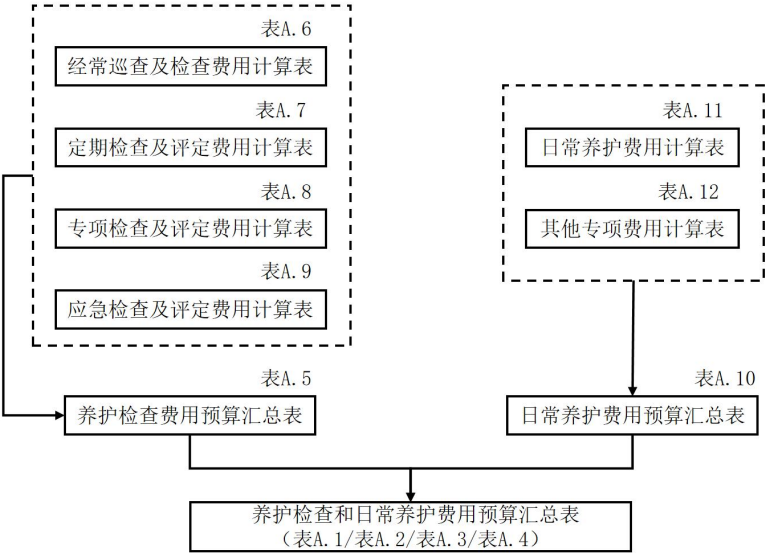 表A.6
经常巡查及检查费用计算表
表A.7
定期检查及评定费用计算表
表A.8
专项检查及评定费用计算表
表A.9
应急检查及评定费用计算表
表A.11
日常养护费用计算表
表A.12
其他专项费用计算表
表A.5
养护检查费用预算汇总表
表A.10
日常养护费用预算汇总表
养护检查和日常养护费用预算汇总表
（表A.1/表A.2/表A.3/表A.4）